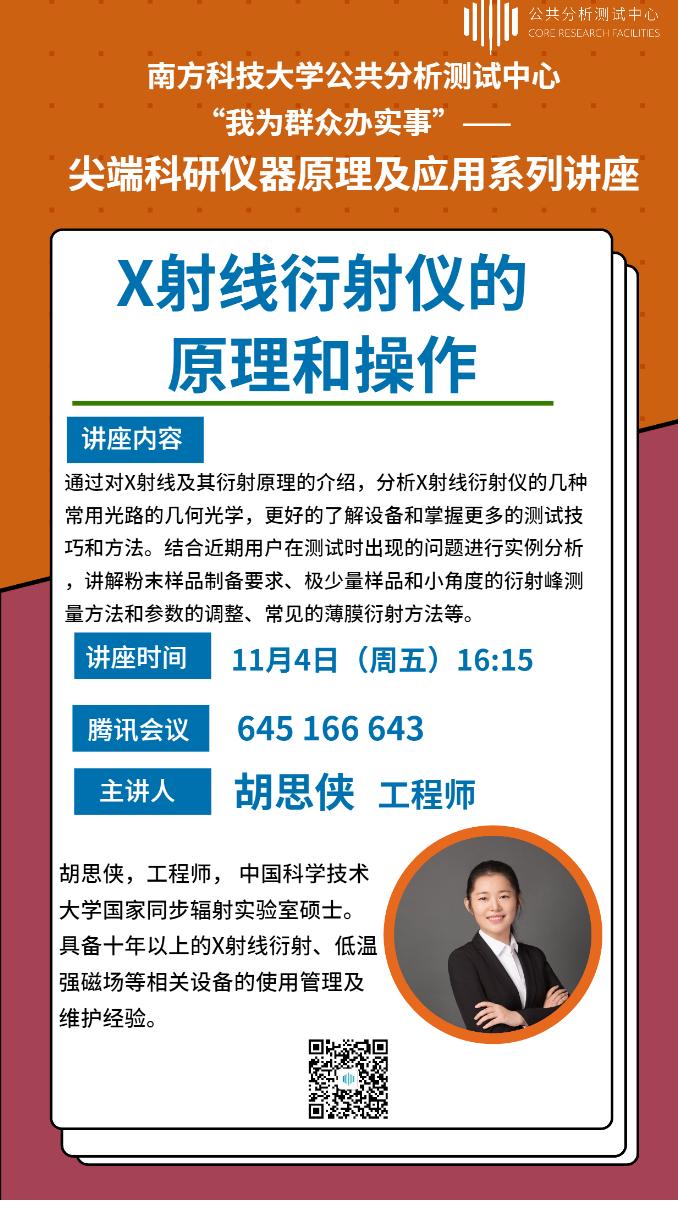 公共分析测试中心
CORE RESEARCH FACILITIES
南方科技大学公共分析测试中心
“我为群众办实事”——
尖端科研仪器原理及应用系列讲座
X射线衍射仪的
原理和操作
讲座内容
通过对X射线及其衍射原理的介绍，分析X射线衍射仪的几种
常用光路的几何光学，更好的了解设备和掌握更多的测试技
巧和方法。结合近期用户在测试时出现的问题进行实例分析
，讲解粉末样品制备要求、极少量样品和小角度的衍射峰测
量方法和参数的调整、常见的薄膜衍射方法等。
讲座时间 11月4日（周五）16:15
腾讯会议 645 166 643
主讲人 胡思侠 工程师
胡思侠，工程师， 中国科学技术
大学国家同步辐射实验室硕士。
具备十年以上的X射线衍射、低温
强磁场等相关设备的使用管理及
维护经验。